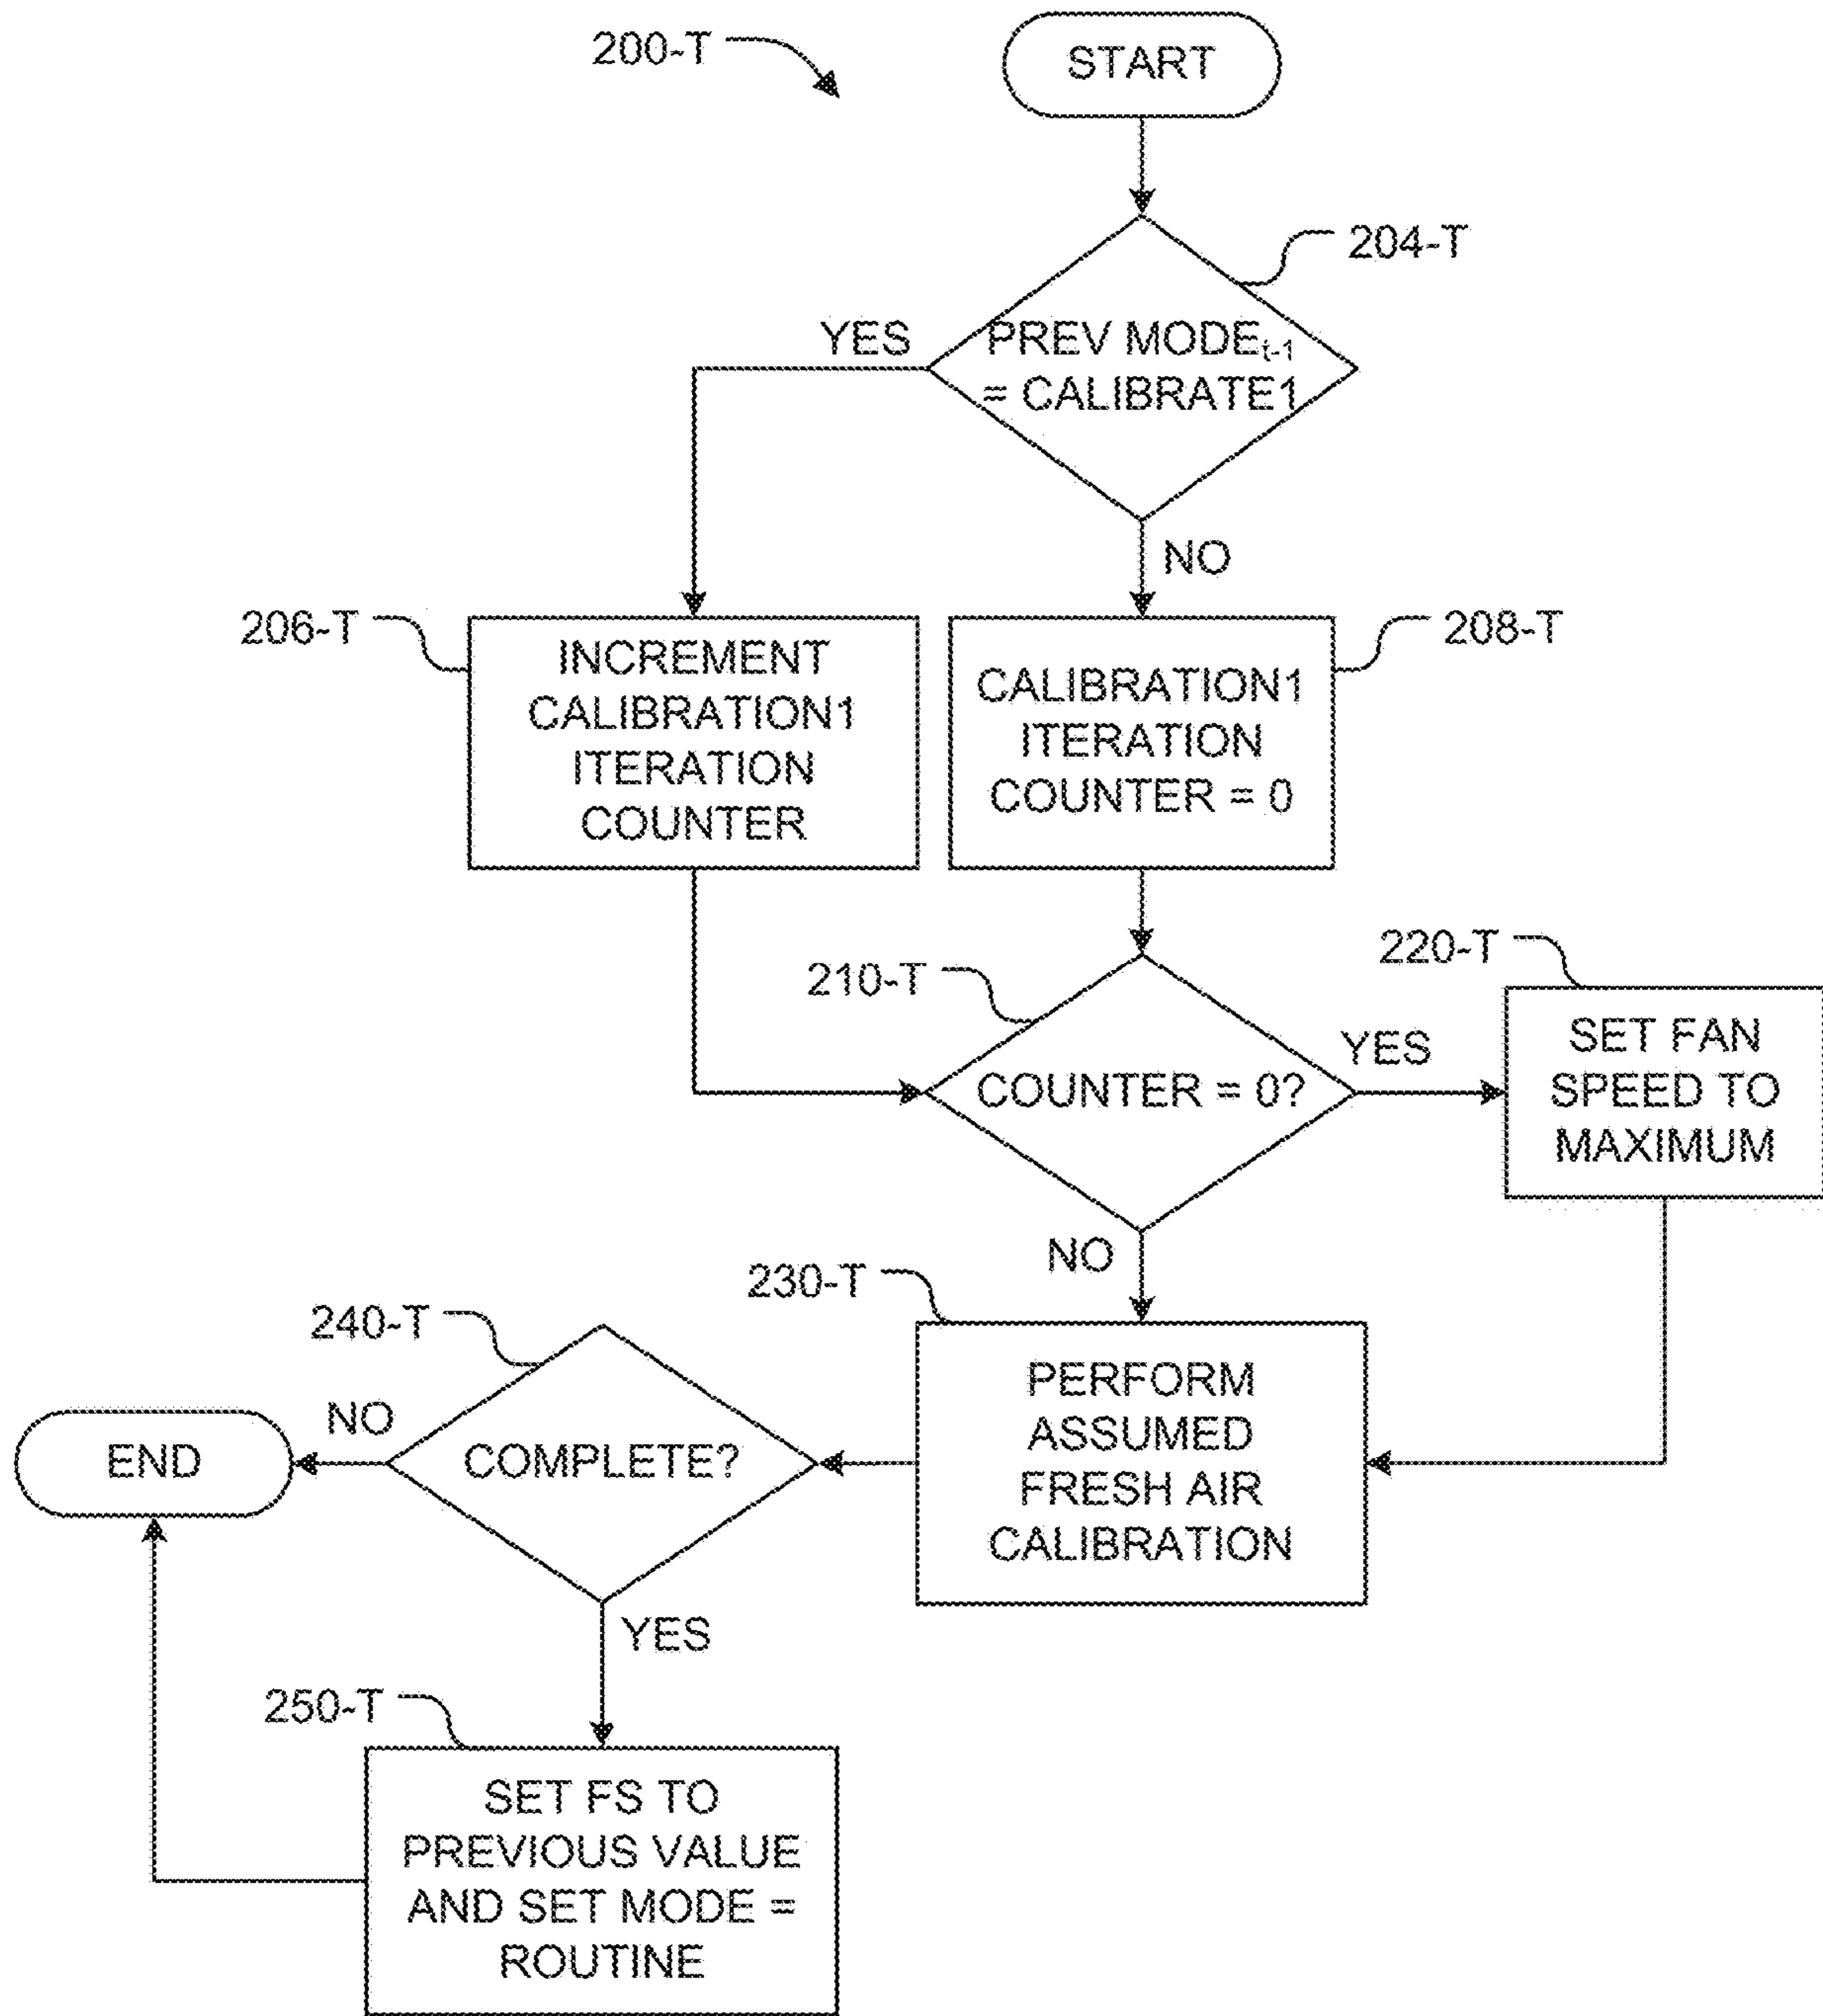 200-T
START
204-T
YES
PREV MODEt-1
= CALIBRATE1
NO
206-T
INCREMENT
CALIBRATION1
ITERATION
COUNTER
208-T
CALIBRATION1
ITERATION
COUNTER = 0
210-T
COUNTER = 0?
YES
220-T
SET FAN
SPEED TO
MAXIMUM
NO
230-T
PERFORM
ASSUMED
FRESH AIR
CALIBRATION
240-T
COMPLETE?
NO
END
YES
250-T
SET FS TO
PREVIOUS VALUE
AND SET MODE =
ROUTINE